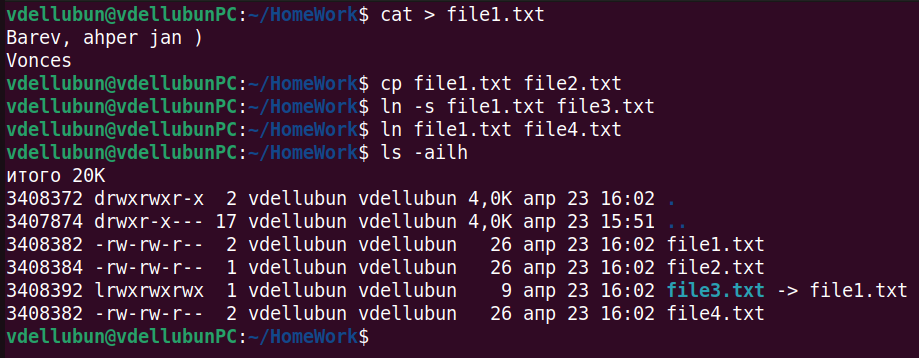 vdellubun@vdellubunPC:~/HomeWork$ cat > file1.txt
Barev, ahper jan )
Vonces
vdellubun@vdellubunPC:~/HomeWork$ cp file1.txt file2.txt
vdellubun@vdellubunPC:~/HomeWork$ ln -s file1.txt file3.txt
vdellubun@vdellubunPC:~/HomeWork$ ln file1.txt file4.txt
vdellubun@vdellubunPC:~/HomeWork$ ls -ailh
итого 20K
3408372 drwxrwxr-x  2 vdellubun vdellubun 4,0K апр 23 16:02 .
3407874 drwxr-x--- 17 vdellubun vdellubun 4,0K апр 23 15:51 ..
3408382 -rw-rw-r--  2 vdellubun vdellubun   26 апр 23 16:02 file1.txt
3408384 -rw-rw-r--  1 vdellubun vdellubun   26 апр 23 16:02 file2.txt
3408392 lrwxrwxrwx  1 vdellubun vdellubun    9 апр 23 16:02 file3.txt -> file1.txt
3408382 -rw-rw-r--  2 vdellubun vdellubun   26 апр 23 16:02 file4.txt
vdellubun@vdellubunPC:~/HomeWork$